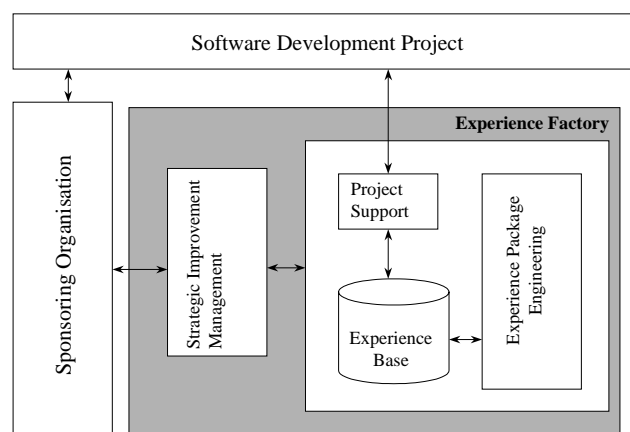 Software Development Project
Experience Factory
Sponsoring Organisation
Strategic Improvement
Management
Project
Support
Experience
Base
Experience Package
Engineering